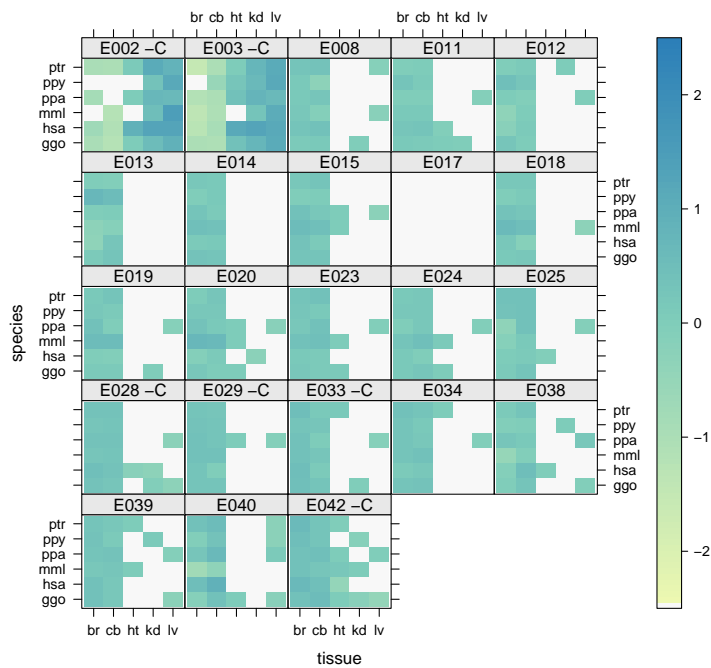 br cb ht kd lv br cb ht kd lv
E002 −C E003 −C E008 E011 E012
ptr
ppy
ppa
mml
hsa
ggo
E013 E014 E015 E017 E018
ptr
ppy
ppa
mml
hsa
ggo
E019 E020 E023 E024 E025
ptr
ppy
ppa
mml
hsa
ggo
E028 −C E029 −C E033 −C E034 E038
ptr
ppy
ppa
mml
hsa
ggo
E039 E040 E042 −C
ptr
ppy
ppa
mml
hsa
ggo
br cb ht kd lv br cb ht kd lv
tissue
species
2
1
0
−1
−2